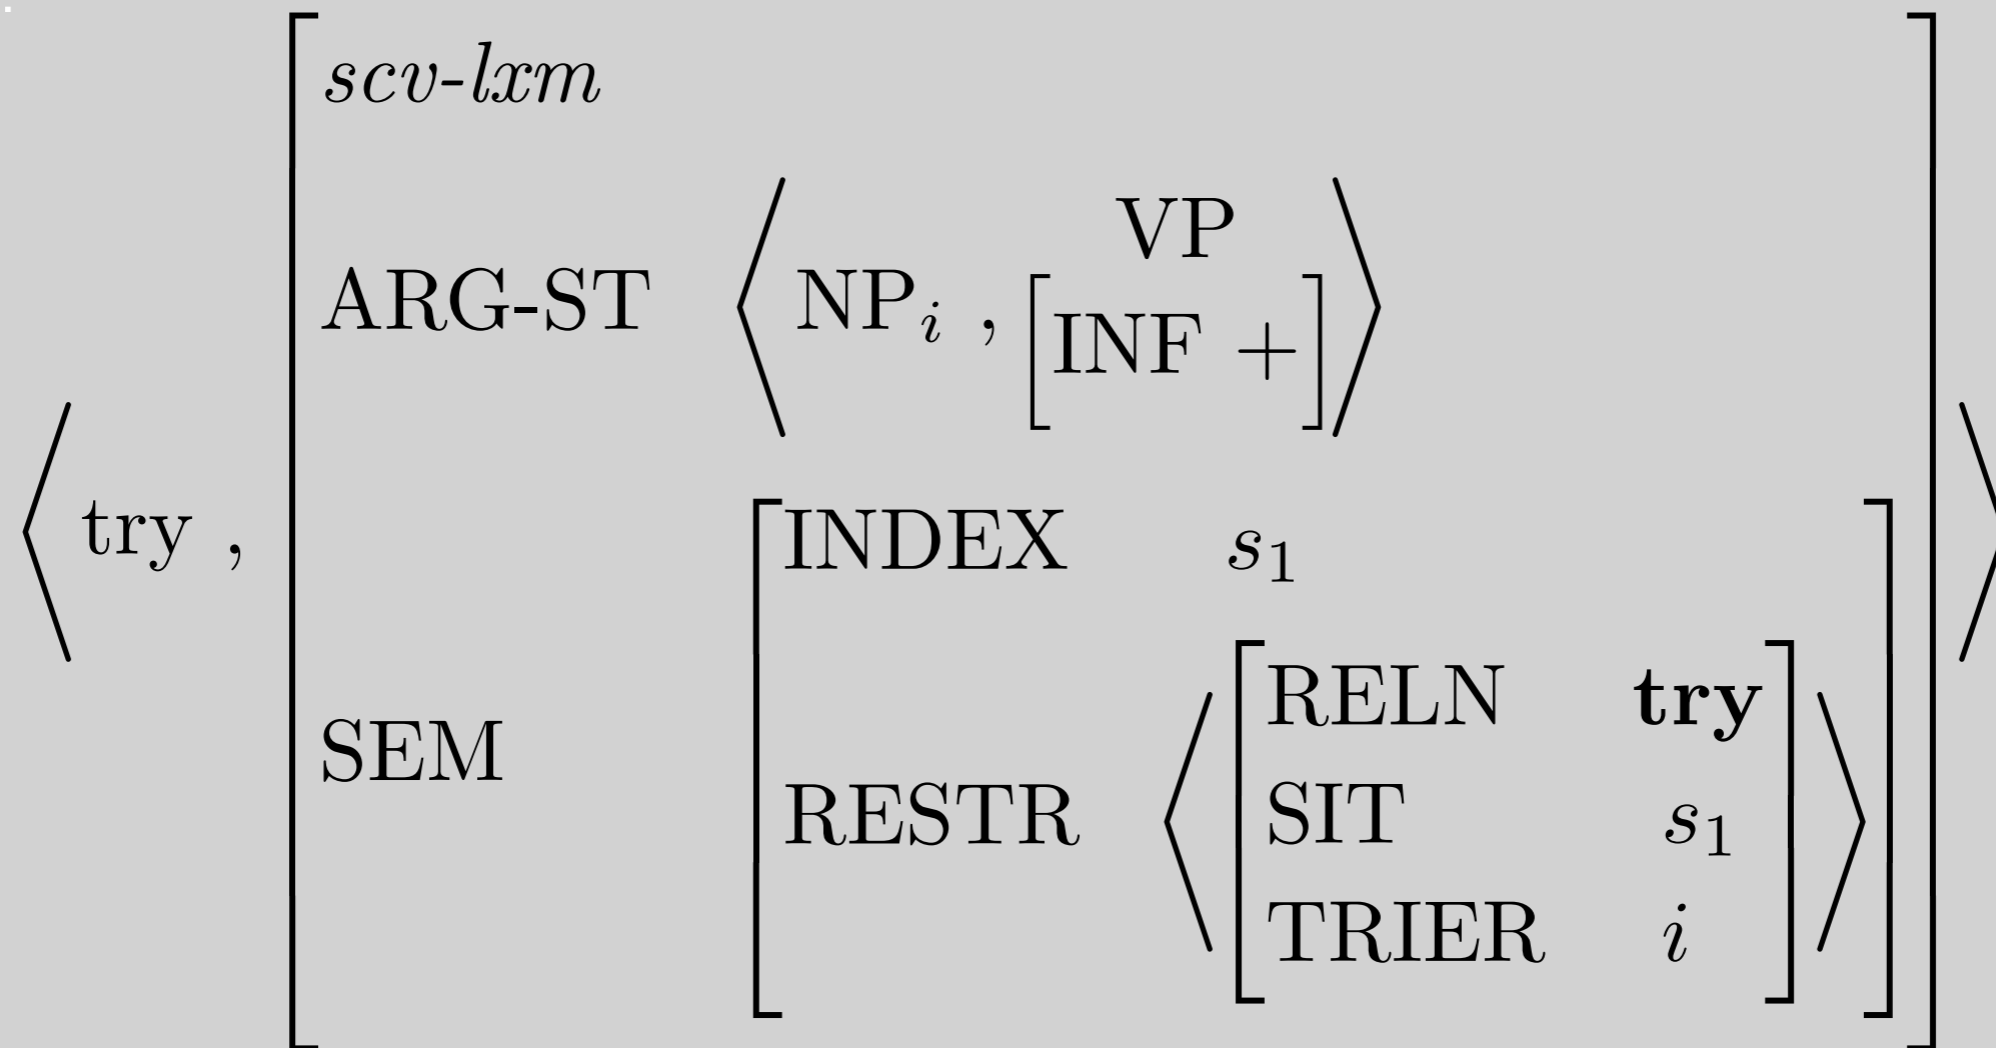 scv-lxm
VP
ARG-ST ⟨ NP_i , [INF +] ⟩
⟨ try ,
INDEX s_1
RELN try
SEM
SIT s_1
RESTR
TRIER i